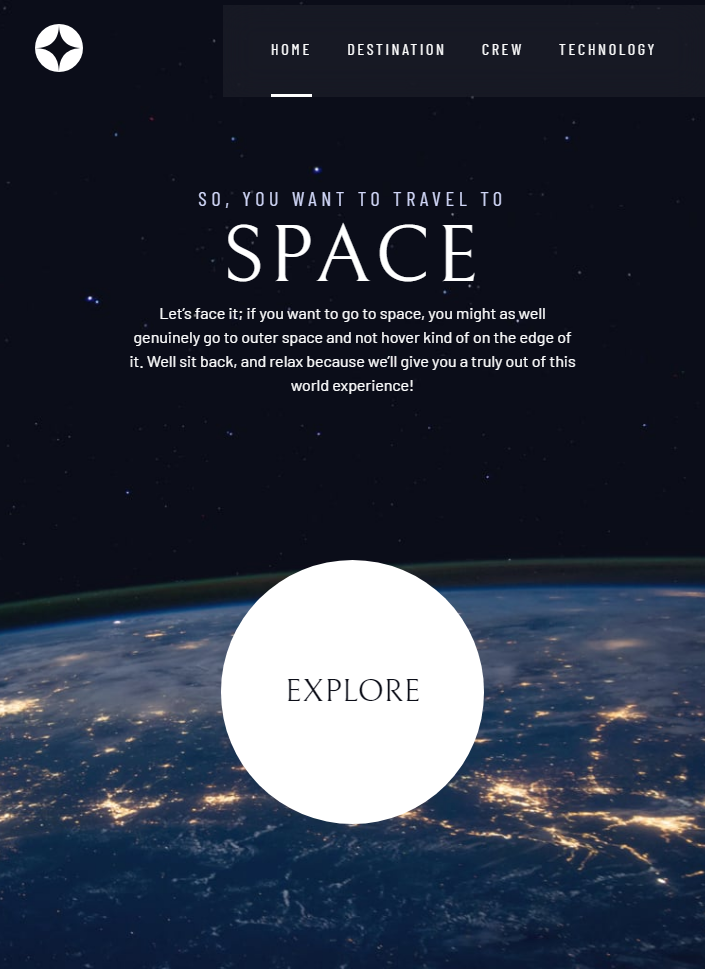 HOME DESTINATION CREW TECHNOLOGY
SO, YOU WANT TO TRAVEL TO
SPACE
Let’s face it; if you want to go to space, you might as well
genuinely go to outer space and not hover kind of on the edge of
it. Well sit back, and relax because we’ll give you a truly out of this
world experience!
EXPLORE